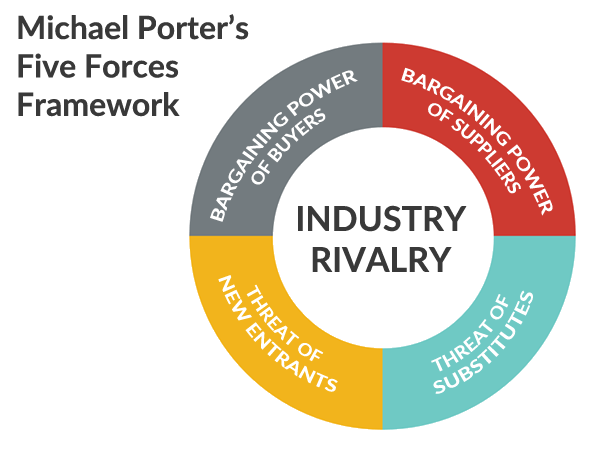 Michael Porter’s
Five Forces
Framework
BARGAINING POWER
OF BUYERS
BARGAINING POWER
OF SUPPLIERS
INDUSTRY
RIVALRY
THREAT OF
NEW ENTRANTS
THREAT OF
SUBSTITUTES